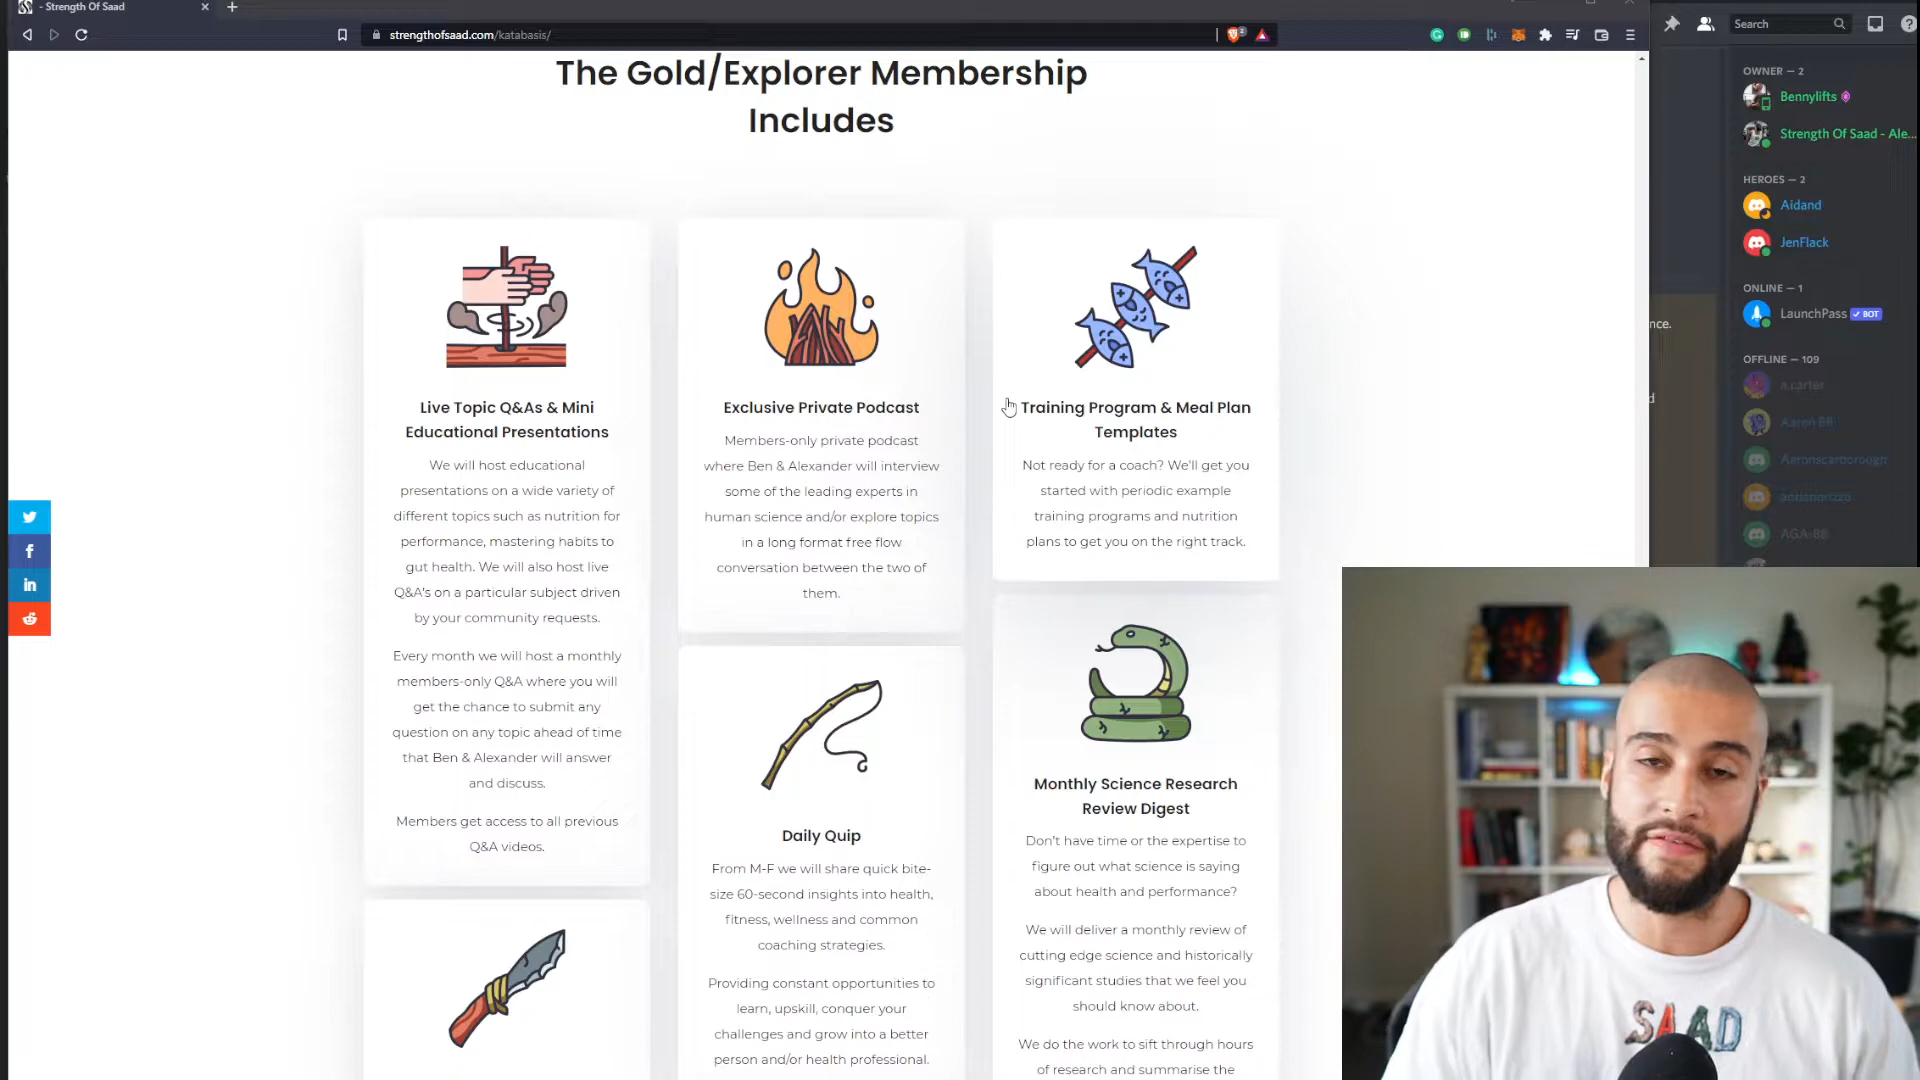 - Strength Of Saad
strengthofsaad.com/katabasis/
Search
The Gold/Explorer Membership
Includes
Live Topic Q&As & Mini
Educational Presentations
We will host educational
presentations on a wide variety of
different topics such as nutrition for
performance, mastering habits to
gut health. We will also host live
Q&A's on a particular subject driven
by your community requests.
Every month we will host a monthly
members-only Q&A where you will
get the chance to submit any
question on any topic ahead of time
that Ben & Alexander will answer
and discuss.
Members get access to all previous
Q&A videos.
Exclusive Private Podcast
Members-only private podcast
where Ben & Alexander will interview
some of the leading experts in
human science and/or explore topics
in a long format free flow
conversation between the two of
them.
Daily Quip
From M-F we will share quick bite-
size 60-second insights into health,
fitness, wellness and common
coaching strategies.
Providing constant opportunities to
learn, upskill, conquer your
challenges and grow into a better
person and/or health professional.
Training Program & Meal Plan
Templates
Not ready for a coach? We'll get you
started with periodic example
training programs and nutrition
plans to get you on the right track.
Monthly Science Research
Review Digest
Don't have time or the expertise to
figure out what science is saying
about health and performance?
We will deliver a monthly review of
cutting edge science and historically
significant studies that we feel you
should know about.
We do the work to sift through hours
of research and summarise the
nce.
d
OWNER — 2
Bennylifts
Strength Of Saad - Ale...
HEROES — 2
Aidand
JenFlack
ONLINE — 1
LaunchPass BOT
OFFLINE — 109
a.carter
Aaron BB
Aaronscarborough
AGA-BB
SAAD